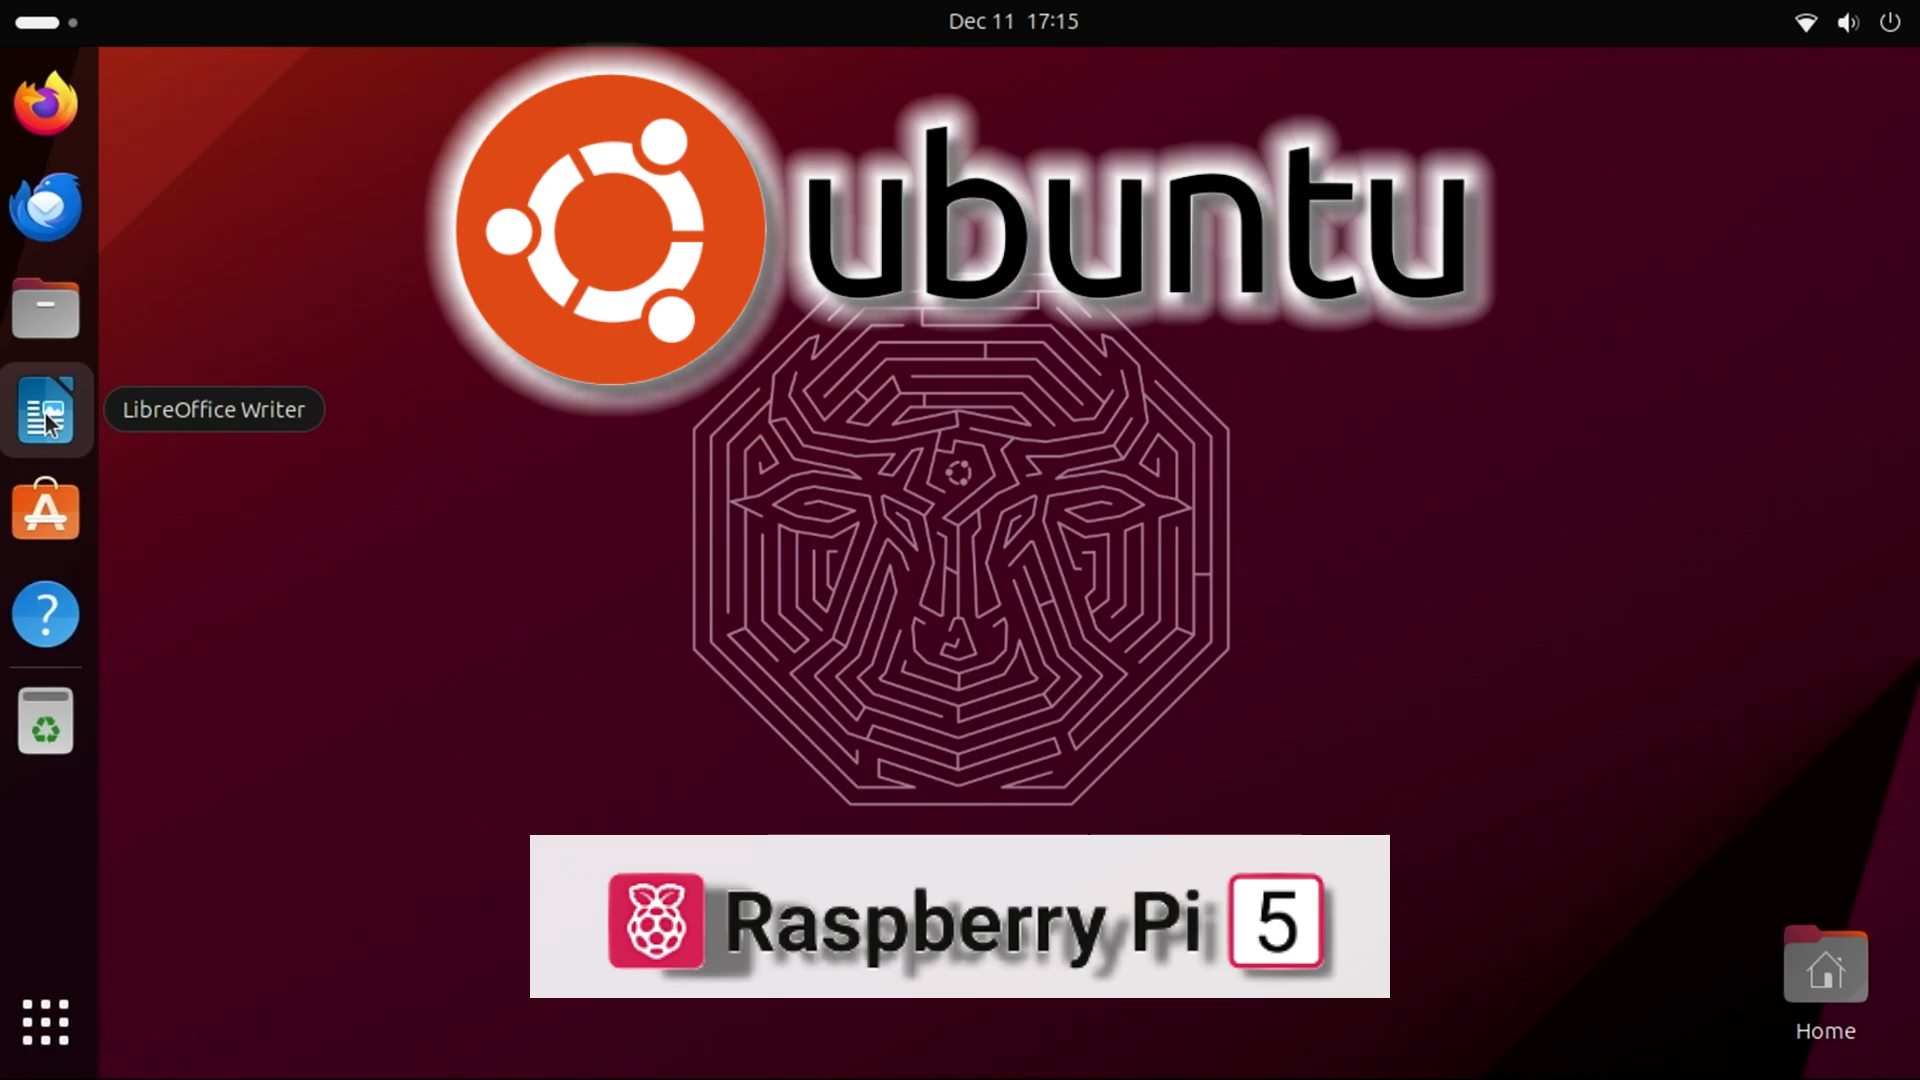 Dec 11 17:15
ubuntu
LibreOffice Writer
?
Raspberry Pi 5
Home